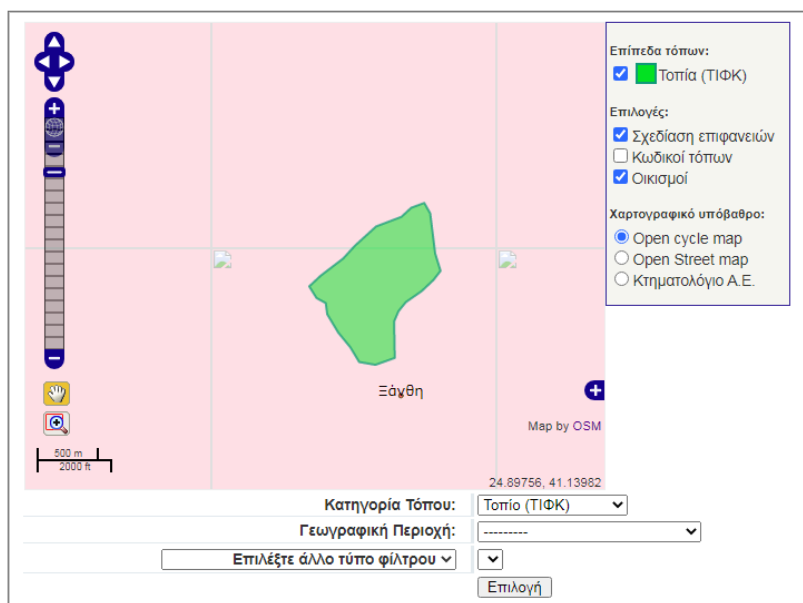 Επίπεδα τόπων:
Τοπία (ΤΙΦΚ)
Επιλογές:
Σχεδίαση επιφανειών
Κωδικοί τόπων
Οικισμοί
Χαρτογραφικό υπόβαθρο:
Open cycle map
Open Street map
Κτηματολόγιο Α.Ε.
Ξάνθη
Map by OSM
500 m
2000 ft
24.89756, 41.13982
Κατηγορία Τόπου: Τοπίο (ΤΙΦΚ)
Γεωγραφική Περιοχή: ---------
Επιλέξτε άλλο τύπο φίλτρου
Επιλογή